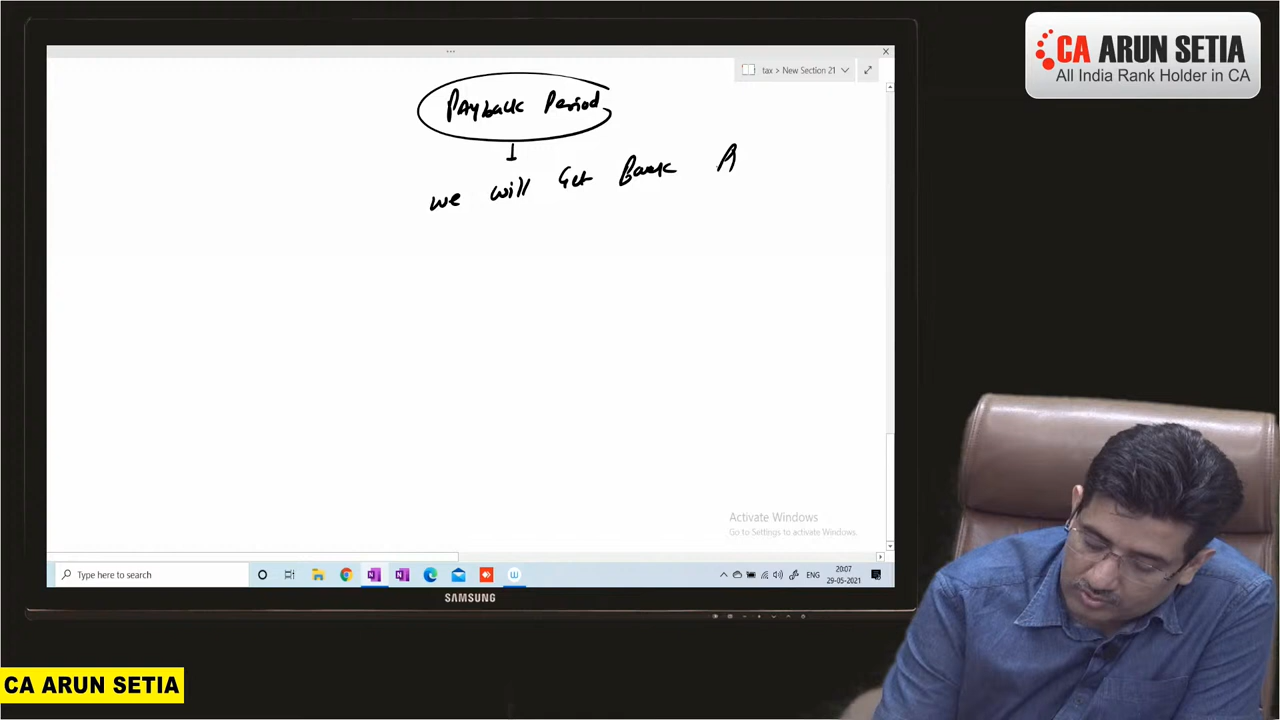 CA ARUN SETIA
All India Rank Holder in CA
tax > New Section 21
Payback Period
we will Get Back A
Activate Windows
Go to Settings to activate Windows.
Type here to search
ENG
20:07
29-05-2021
SAMSUNG
CA ARUN SETIA